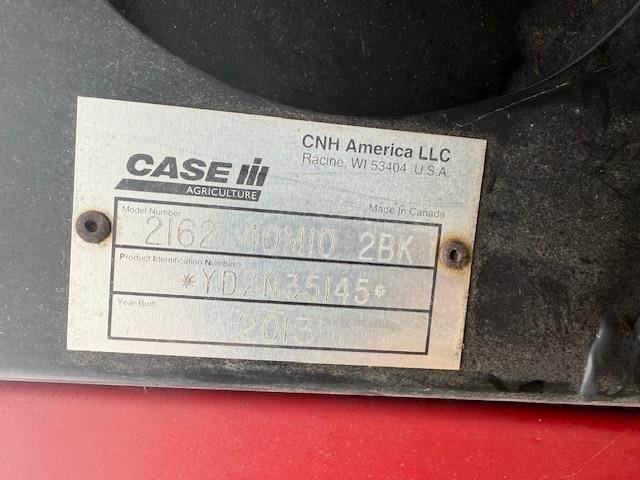 CNH America LLC
Racine, WI 53404 U.S.A.
CASE IH
AGRICULTURE
Made In Canada
Model Number
2162 40M10 2BK
Product Identification Number
*YDZN35145*
Year Built
2013